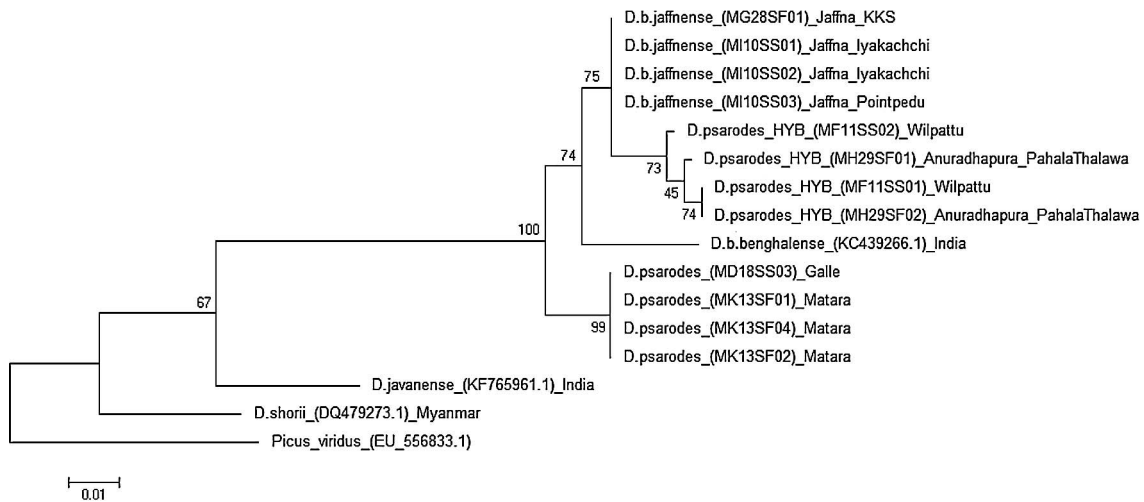 D.b.jaffnense_(MG28SF01)_Jaffna_KKS
75
D.b.jaffnense_(MI10SS01)_Jaffna_Iyakachchi
D.b.jaffnense_(MI10SS02)_Jaffna_Iyakachchi
D.b.jaffnense_(MI10SS03)_Jaffna_Pointpedu
D.psarodes_HYB_(MF11SS02)_Wilpattu
74
D.psarodes_HYB_(MH29SF01)_Anuradhapura_PahalaThalawa
73
D.psarodes_HYB_(MF11SS01)_Wilpattu
45
D.psarodes_HYB_(MH29SF02)_Anuradhapura_PahalaThalawa
74
100
D.b.benghalense_(KC439266.1)_India
D.psarodes_(MD18SS03)_Galle
67
D.psarodes_(MK13SF01)_Matara
D.psarodes_(MK13SF04)_Matara
99
D.psarodes_(MK13SF02)_Matara
D.javanense_(KF765961.1)_India
D.shorii_(DQ479273.1)_Myanmar
Picus_viridus_(EU_556833.1)
0.01